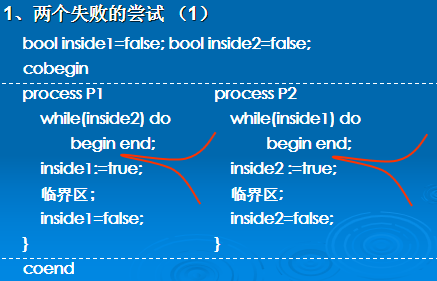 1、两个失败的尝试 （1）
bool inside1=false; bool inside2=false;
cobegin
process P1 process P2
while(inside2) do while(inside1) do
begin end; begin end;
inside1:=true; inside2 :=true;
临界区； 临界区;
inside1=false; inside2=false;
} }
coend